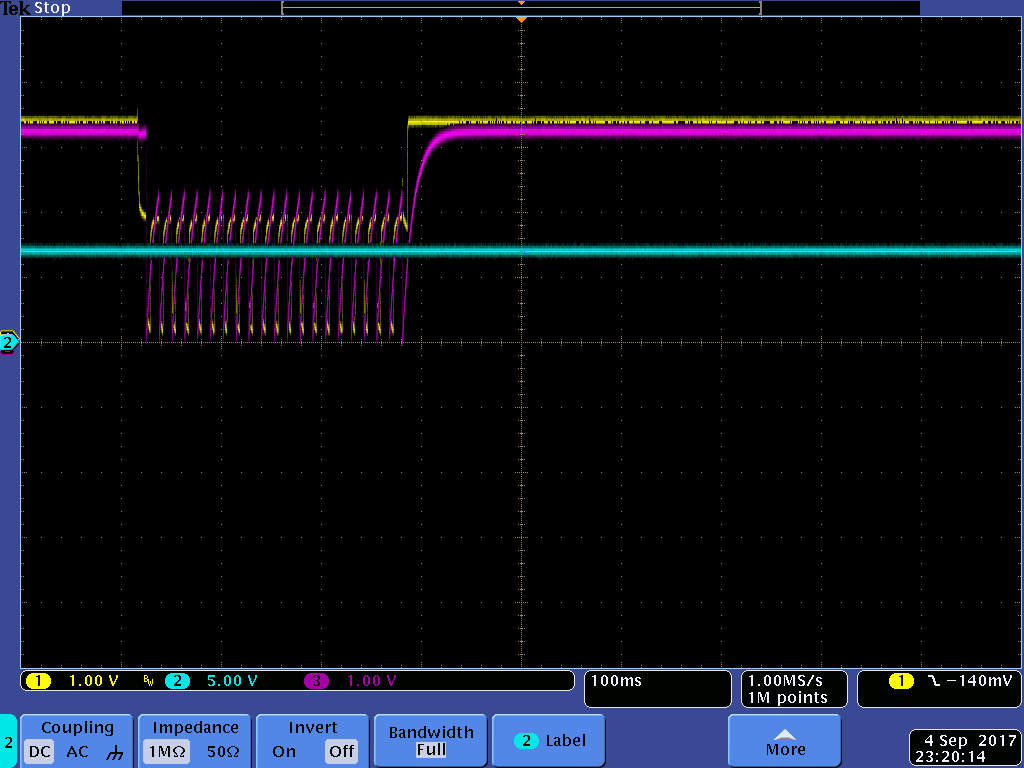 Tek Stop
2
1 1.00 V BW 2 5.00 V 3 1.00 V
100ms
1.00MS/s
1M points
1 −140mV
2
Coupling
DC AC
Impedance
1MΩ 50Ω
Invert
On Off
Bandwidth
Full
2 Label
More
4 Sep 2017
23:20:14